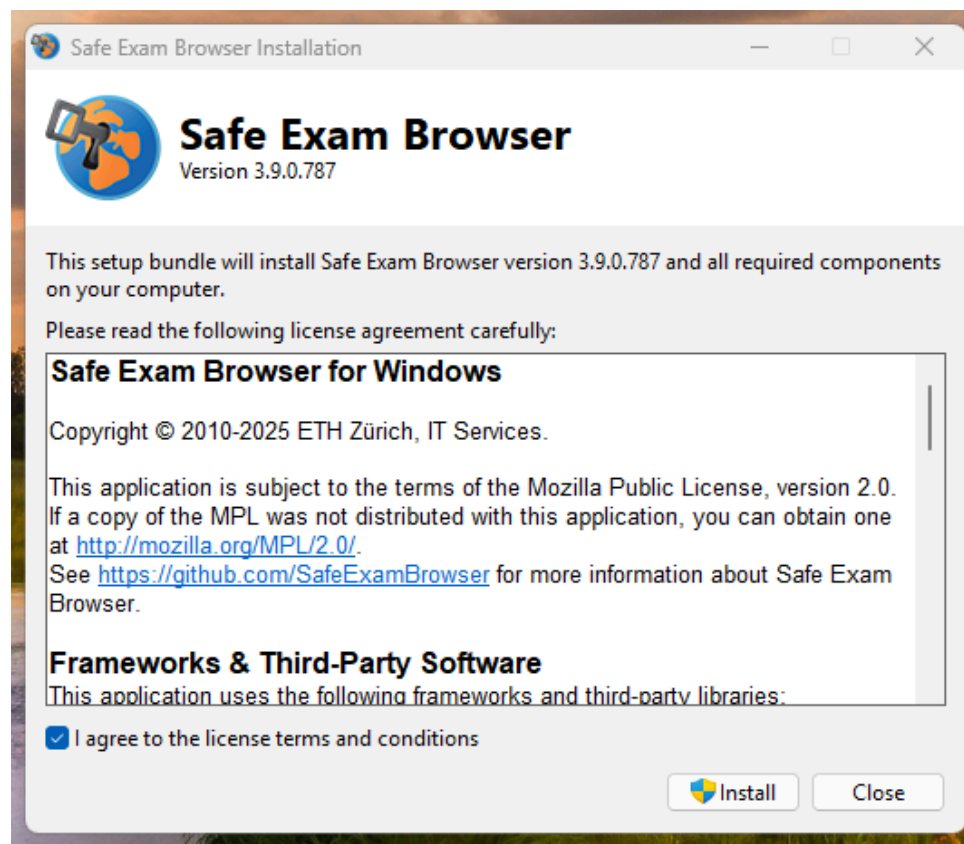 Safe Exam Browser Installation
Safe Exam Browser
Version 3.9.0.787
This setup bundle will install Safe Exam Browser version 3.9.0.787 and all required components
on your computer.
Please read the following license agreement carefully:
Safe Exam Browser for Windows
Copyright © 2010-2025 ETH Zürich, IT Services.
This application is subject to the terms of the Mozilla Public License, version 2.0.
If a copy of the MPL was not distributed with this application, you can obtain one
at http://mozilla.org/MPL/2.0/.
See https://github.com/SafeExamBrowser for more information about Safe Exam
Browser.
Frameworks & Third-Party Software
This application uses the following frameworks and third-party libraries:
I agree to the license terms and conditions
Install
Close